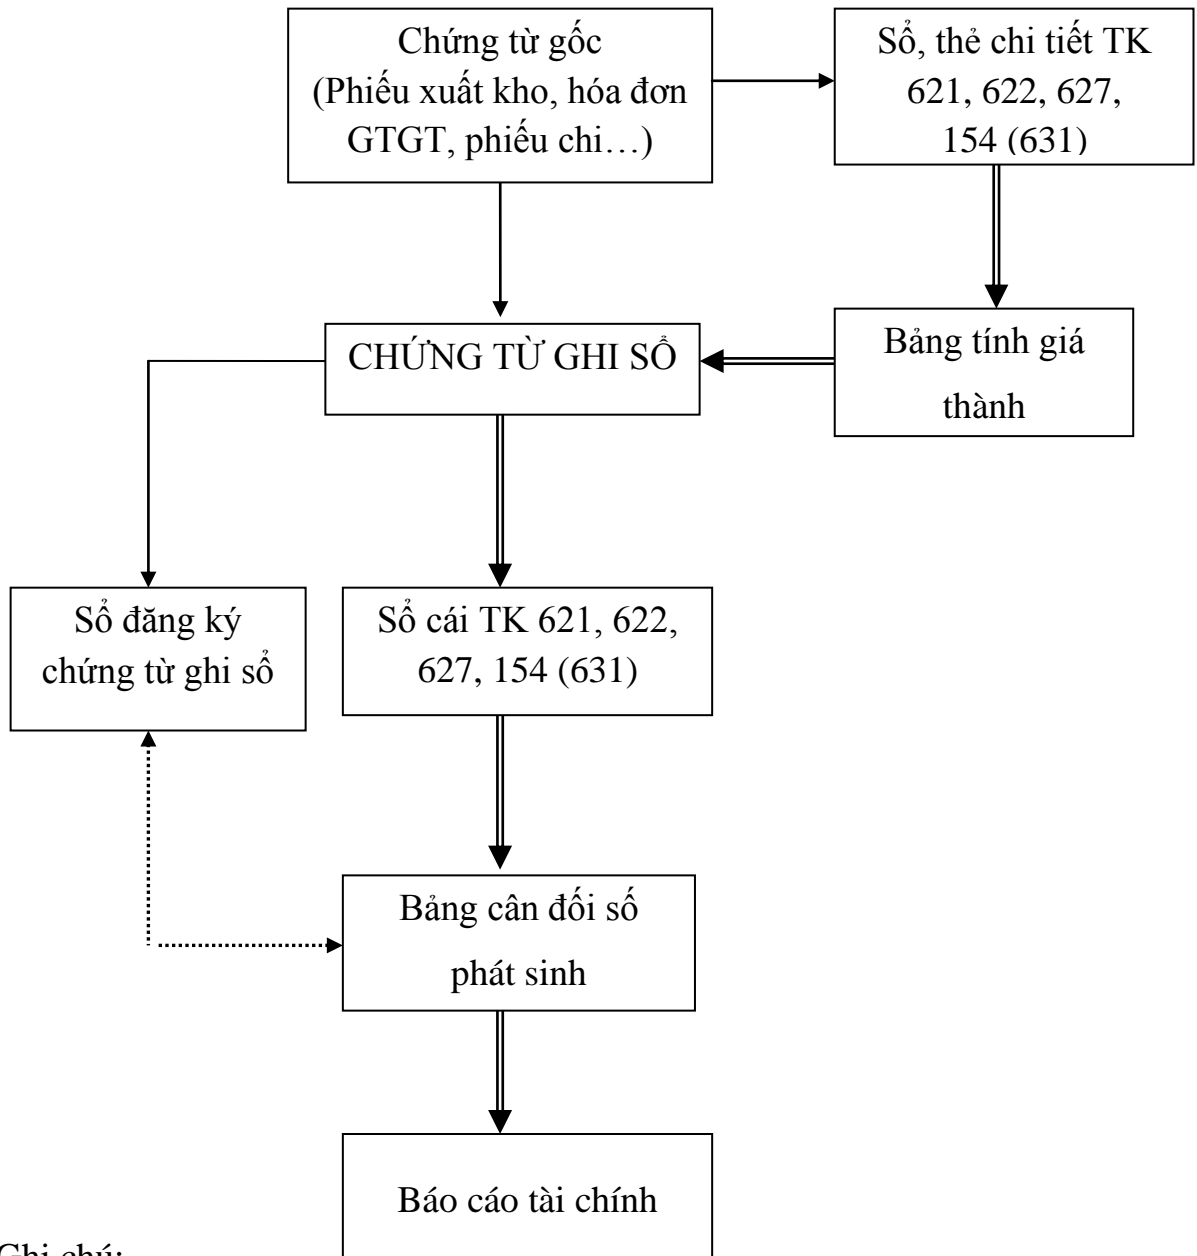 Chứng từ gốc
(Phiếu xuất kho, hóa đơn
GTGT, phiếu chi…)
Sổ, thẻ chi tiết TK
621, 622, 627,
154 (631)
CHỨNG TỪ GHI SỔ
Bảng tính giá
thành
Sổ đăng ký
chứng từ ghi sổ
Sổ cái TK 621, 622,
627, 154 (631)
Bảng cân đối số
phát sinh
Báo cáo tài chính
Ghi chú: